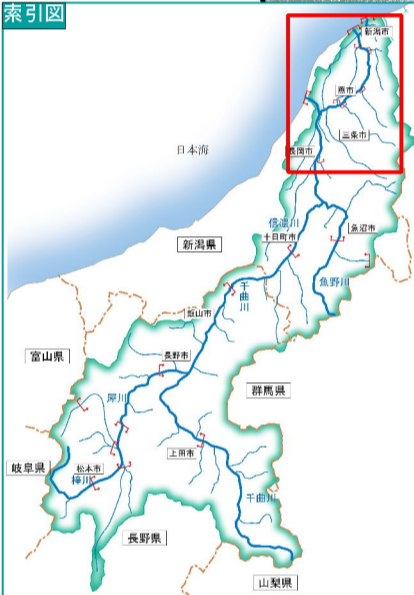 索引図
新潟市
燕市
三条市
日本海
長岡市
信濃川
魚沼市
十日町市
新潟県
魚野川
千曲川
飯山市
富山県
長野市
群馬県
犀川
上田市
岐阜県
松本市
梓川
千曲川
長野県
山梨県